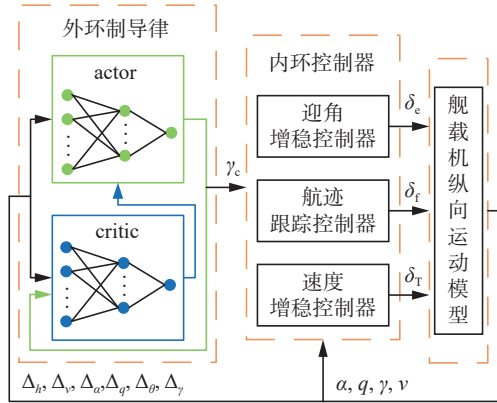 外环制导律
actor
critic
γc
内环控制器
迎角
增稳控制器
航迹
跟踪控制器
速度
增稳控制器
δe
δf
δT
舰载机纵向运动模型
Δh, Δv, Δα, Δq, Δθ, Δγ
α, q, γ, v